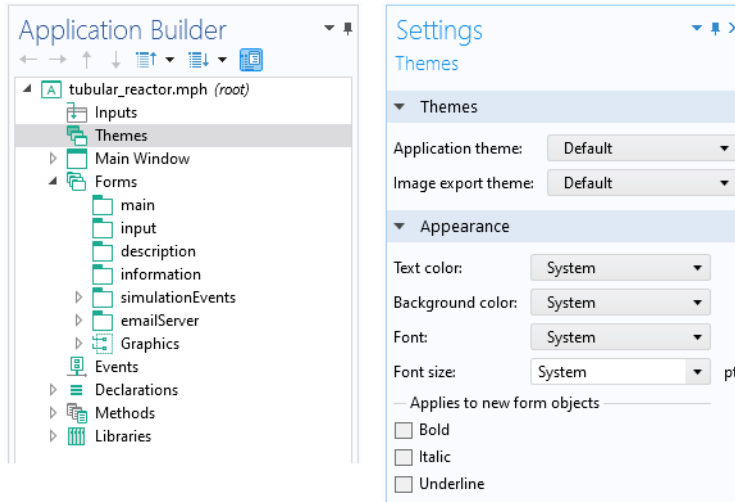 Application Builder
tubular_reactor.mph (root)
Inputs
Themes
Main Window
Forms
main
input
description
information
simulationEvents
emailServer
Graphics
Events
Declarations
Methods
Libraries
Settings
Themes
Themes
Application theme: Default
Image export theme: Default
Appearance
Text color: System
Background color: System
Font: System
Font size: System pt
Applies to new form objects
Bold
Italic
Underline